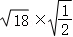 √18 × √(1/2)